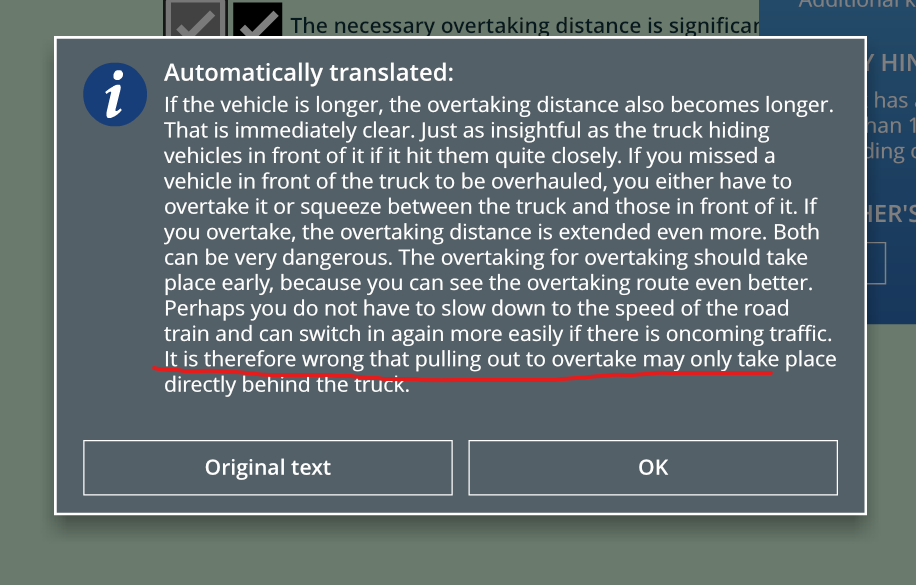 Additional k
The necessary overtaking distance is significan
Automatically translated:
If the vehicle is longer, the overtaking distance also becomes longer.
That is immediately clear. Just as insightful as the truck hiding
vehicles in front of it if it hit them quite closely. If you missed a
vehicle in front of the truck to be overhauled, you either have to
overtake it or squeeze between the truck and those in front of it. If
you overtake, the overtaking distance is extended even more. Both
can be very dangerous. The overtaking for overtaking should take
place early, because you can see the overtaking route even better.
Perhaps you do not have to slow down to the speed of the road
train and can switch in again more easily if there is oncoming traffic.
It is therefore wrong that pulling out to overtake may only take place
directly behind the truck.
Y HIN
has
han 1
ding
HER'S
Original text
OK